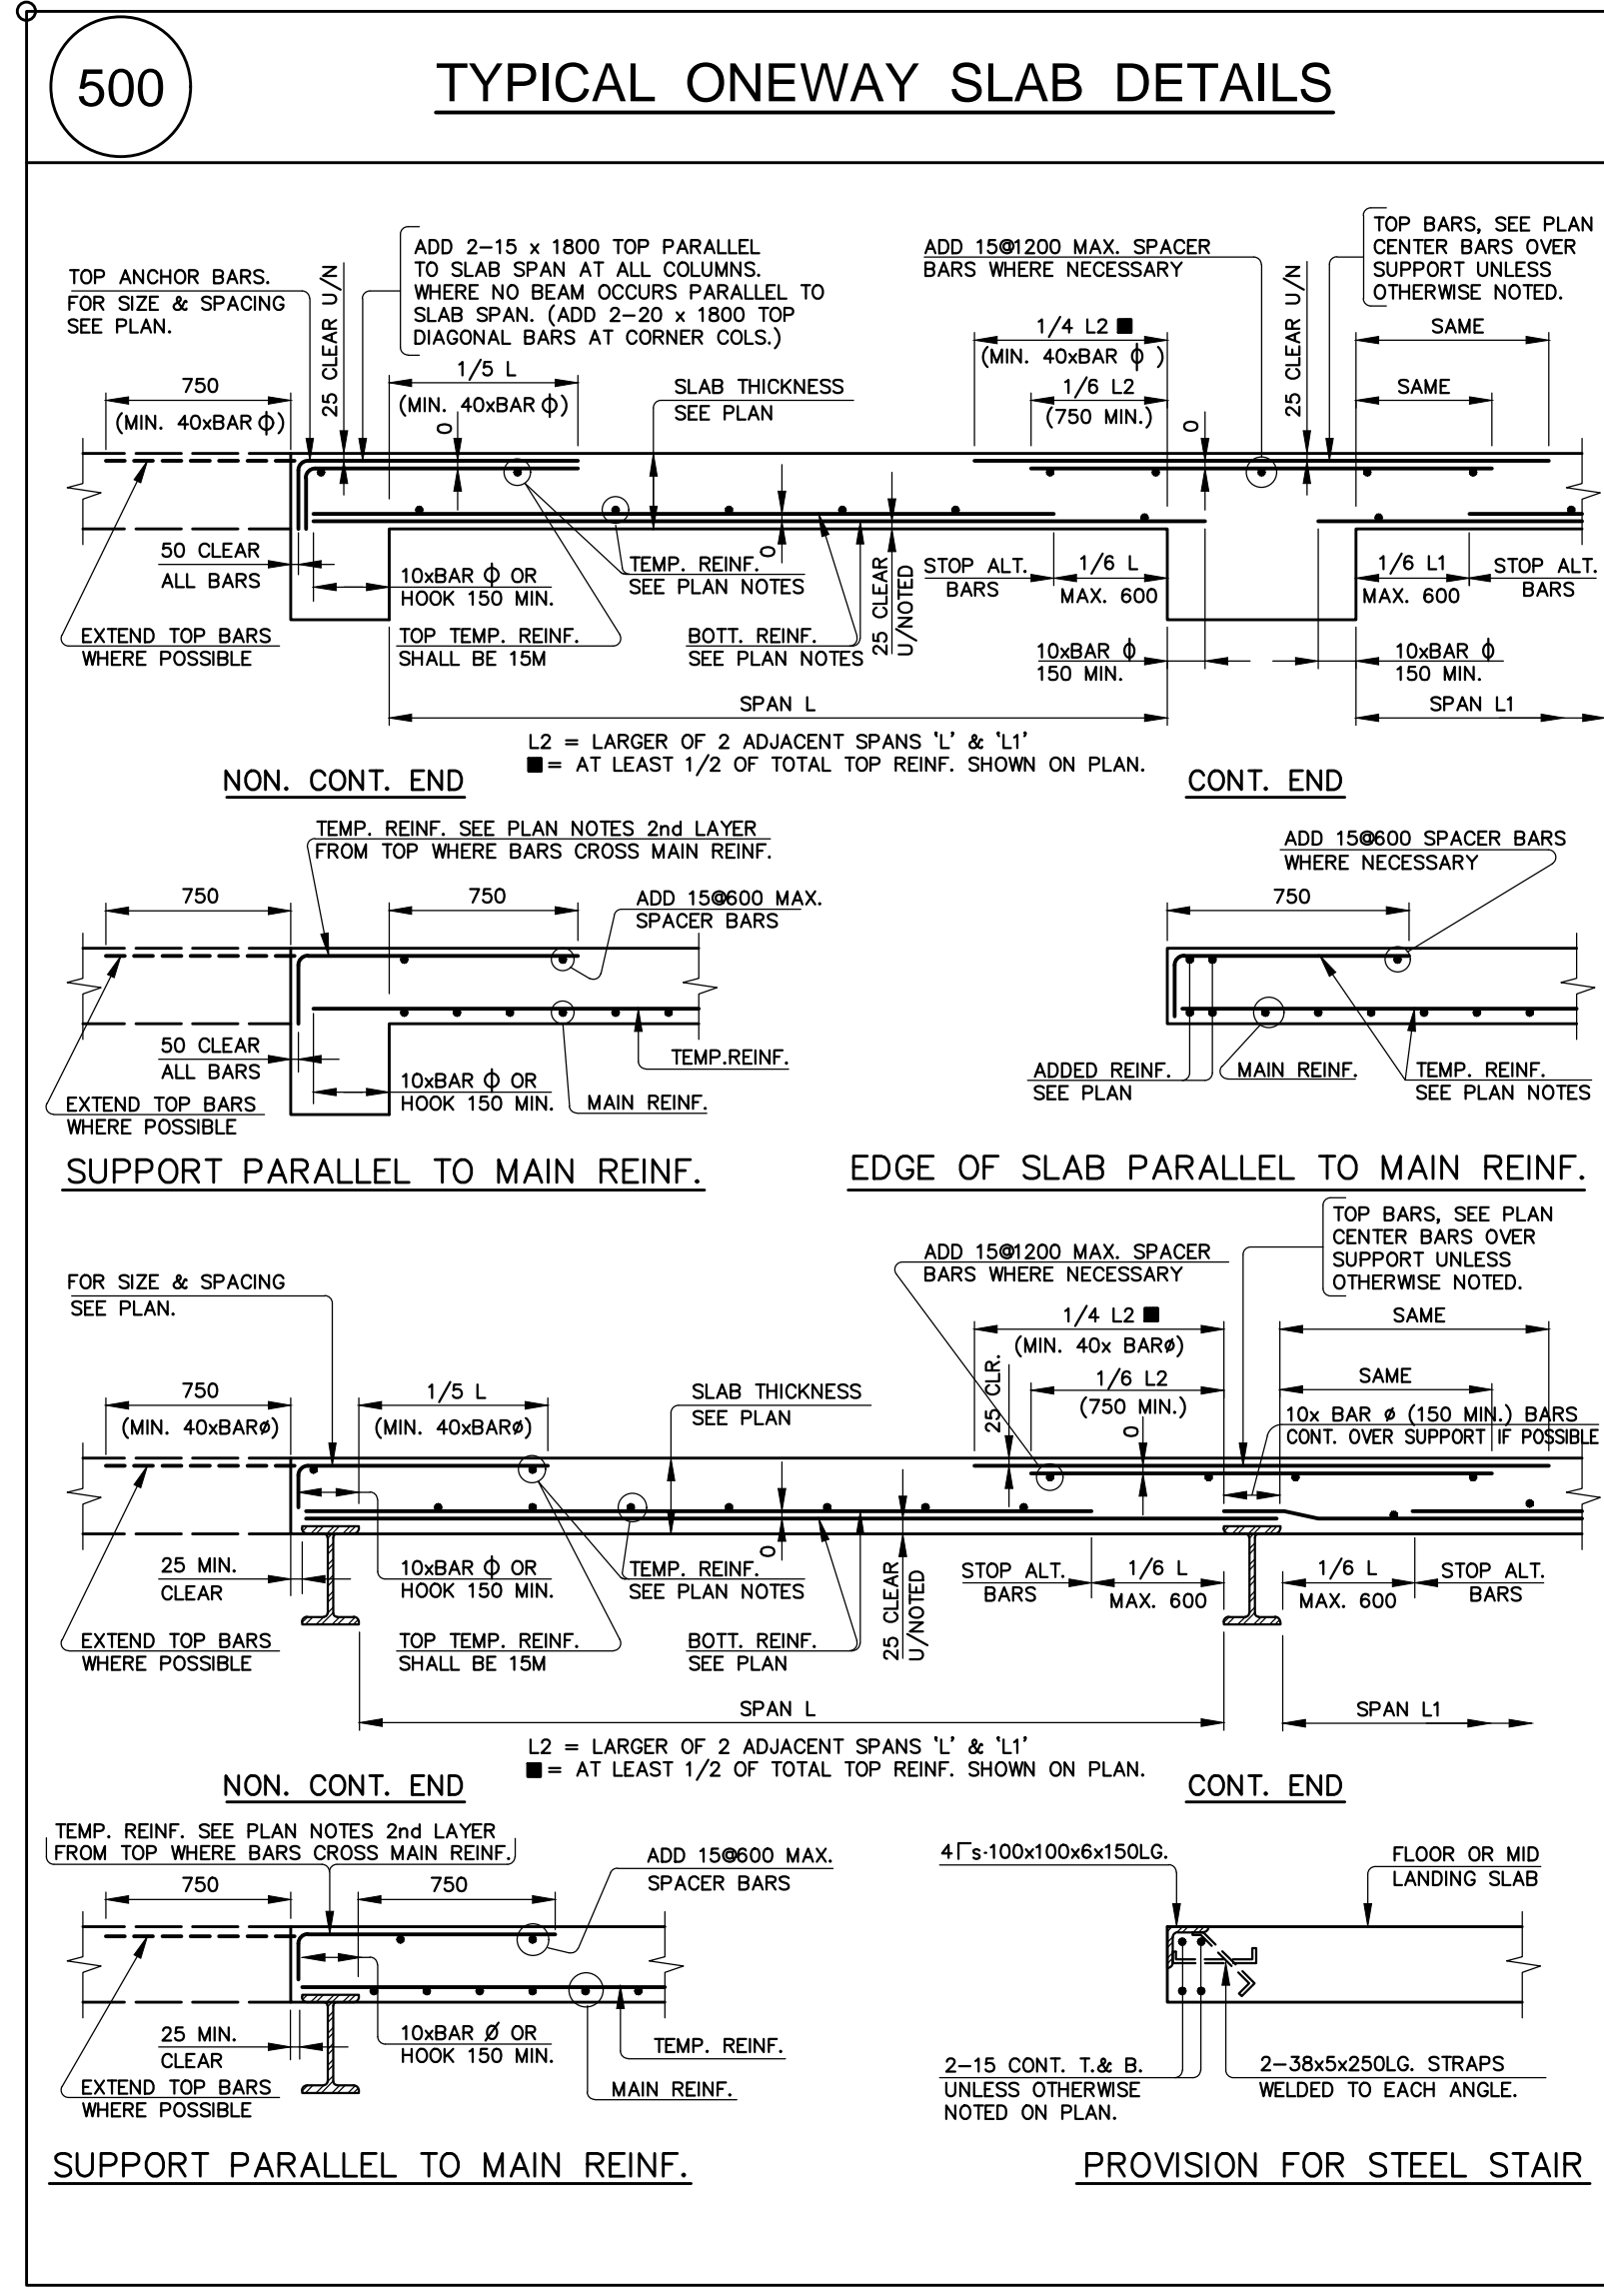 500
TYPICAL ONEWAY SLAB DETAILS
TOP ANCHOR BARS.
FOR SIZE & SPACING
SEE PLAN.
25 CLEAR U/N
ADD 2-15 x 1800 TOP PARALLEL
TO SLAB SPAN AT ALL COLUMNS.
WHERE NO BEAM OCCURS PARALLEL TO
SLAB SPAN. (ADD 2-20 x 1800 TOP
DIAGONAL BARS AT CORNER COLS.)
ADD 15@1200 MAX. SPACER
BARS WHERE NECESSARY
25 CLEAR U/N
TOP BARS, SEE PLAN
CENTER BARS OVER
SUPPORT UNLESS
OTHERWISE NOTED.
750
(MIN. 40xBAR ϕ)
1/5 L
(MIN. 40xBAR ϕ)
0
SLAB THICKNESS
SEE PLAN
1/4 L2 ■
(MIN. 40xBAR ϕ )
1/6 L2
(750 MIN.)
0
SAME
SAME
50 CLEAR
ALL BARS
10xBAR ϕ OR
HOOK 150 MIN.
TEMP. REINF.
SEE PLAN NOTES
0
25 CLEAR
U/NOTED
STOP ALT.
BARS
1/6 L
MAX. 600
1/6 L1
MAX. 600
STOP ALT.
BARS
EXTEND TOP BARS
WHERE POSSIBLE
TOP TEMP. REINF.
SHALL BE 15M
BOTT. REINF.
SEE PLAN NOTES
10xBAR ϕ
150 MIN.
10xBAR ϕ
150 MIN.
SPAN L
SPAN L1
L2 = LARGER OF 2 ADJACENT SPANS 'L' & 'L1'
■= AT LEAST 1/2 OF TOTAL TOP REINF. SHOWN ON PLAN.
NON. CONT. END
CONT. END
TEMP. REINF. SEE PLAN NOTES 2nd LAYER
FROM TOP WHERE BARS CROSS MAIN REINF.
750
750
ADD 15@600 MAX.
SPACER BARS
50 CLEAR
ALL BARS
10xBAR ϕ OR
HOOK 150 MIN.
TEMP.REINF.
MAIN REINF.
EXTEND TOP BARS
WHERE POSSIBLE
SUPPORT PARALLEL TO MAIN REINF.
ADD 15@600 SPACER BARS
WHERE NECESSARY
750
ADDED REINF.
SEE PLAN
MAIN REINF.
TEMP. REINF.
SEE PLAN NOTES
EDGE OF SLAB PARALLEL TO MAIN REINF.
FOR SIZE & SPACING
SEE PLAN.
ADD 15@1200 MAX. SPACER
BARS WHERE NECESSARY
TOP BARS, SEE PLAN
CENTER BARS OVER
SUPPORT UNLESS
OTHERWISE NOTED.
750
(MIN. 40xBARø)
1/5 L
(MIN. 40xBARø)
SLAB THICKNESS
SEE PLAN
25 CLR.
1/4 L2 ■
(MIN. 40x BARø)
1/6 L2
(750 MIN.)
0
SAME
SAME
10x BAR ø (150 MIN.) BARS
CONT. OVER SUPPORT IF POSSIBLE
25 MIN.
CLEAR
10xBAR ϕ OR
HOOK 150 MIN.
TEMP. REINF.
SEE PLAN NOTES
0
25 CLEAR
U/NOTED
STOP ALT.
BARS
1/6 L
MAX. 600
1/6 L
MAX. 600
STOP ALT.
BARS
EXTEND TOP BARS
WHERE POSSIBLE
TOP TEMP. REINF.
SHALL BE 15M
BOTT. REINF.
SEE PLAN
SPAN L
SPAN L1
L2 = LARGER OF 2 ADJACENT SPANS 'L' & 'L1'
■= AT LEAST 1/2 OF TOTAL TOP REINF. SHOWN ON PLAN.
NON. CONT. END
CONT. END
TEMP. REINF. SEE PLAN NOTES 2nd LAYER
FROM TOP WHERE BARS CROSS MAIN REINF.
750
750
ADD 15@600 MAX.
SPACER BARS
25 MIN.
CLEAR
10xBAR Ø OR
HOOK 150 MIN.
TEMP. REINF.
MAIN REINF.
EXTEND TOP BARS
WHERE POSSIBLE
SUPPORT PARALLEL TO MAIN REINF.
4Γs-100x100x6x150LG.
FLOOR OR MID
LANDING SLAB
2-15 CONT. T.& B.
UNLESS OTHERWISE
NOTED ON PLAN.
2-38x5x250LG. STRAPS
WELDED TO EACH ANGLE.
PROVISION FOR STEEL STAIR